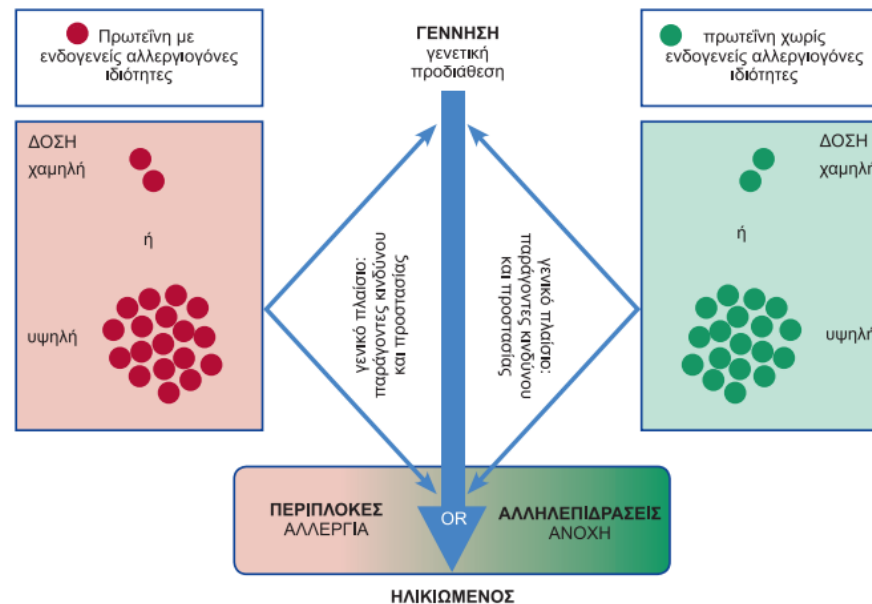 Πρωτεΐνη με
ενδογενείς αλλεργιογόνες
ιδιότητες
ΓΕΝΝΗΣΗ
γενετική
προδιάθεση
πρωτεΐνη χωρίς
ενδογενείς αλλεργιογόνες
ιδιότητες
ΔΟΣΗ
χαμηλή
ή
υψηλή
γενικό πλαίσιο:
παράγοντες κινδύνου
και προστασίας
γενικό πλαίσιο:
παράγοντες κινδύνου
και προστασίας
ΔΟΣΗ
χαμηλή
ή
υψηλή
ΠΕΡΙΠΛΟΚΕΣ
ΑΛΛΕΡΓΙΑ
OR
ΑΛΛΗΛΕΠΙΔΡΑΣΕΙΣ
ΑΝΟΧΗ
ΗΛΙΚΙΩΜΕΝΟΣ